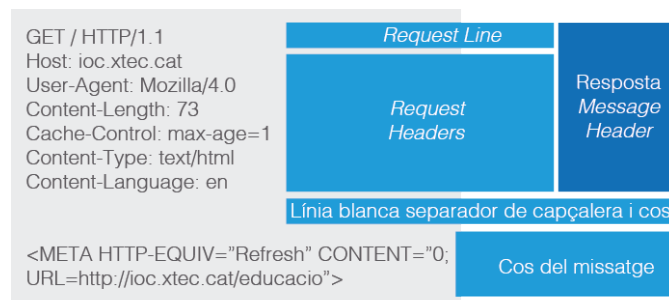 GET / HTTP/1.1
Host: ioc.xtec.cat
User-Agent: Mozilla/4.0
Content-Length: 73
Cache-Control: max-age=1
Content-Type: text/html
Content-Language: en
Request Line
Request
Headers
Resposta
Message
Header
Línia blanca separador de capçalera i cos
<META HTTP-EQUIV=”Refresh” CONTENT=”0;
URL=http://ioc.xtec.cat/educacio”>
Cos del missatge